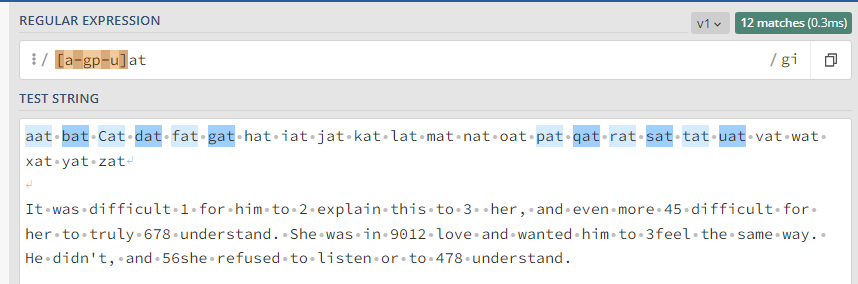 REGULAR EXPRESSION
v1
12 matches (0.3ms)
/ [a-gp-u]at
/ gi
TEST STRING
aat bat Cat dat fat gat hat iat jat kat lat mat nat oat pat qat rat sat tat uat vat wat
xat yat zat
It was difficult 1 for him to 2 explain this to 3  her, and even more 45 difficult for
her to truly 678 understand. She was in 9012 love and wanted him to 3feel the same way.
He didn't, and 56she refused to listen or to 478 understand.